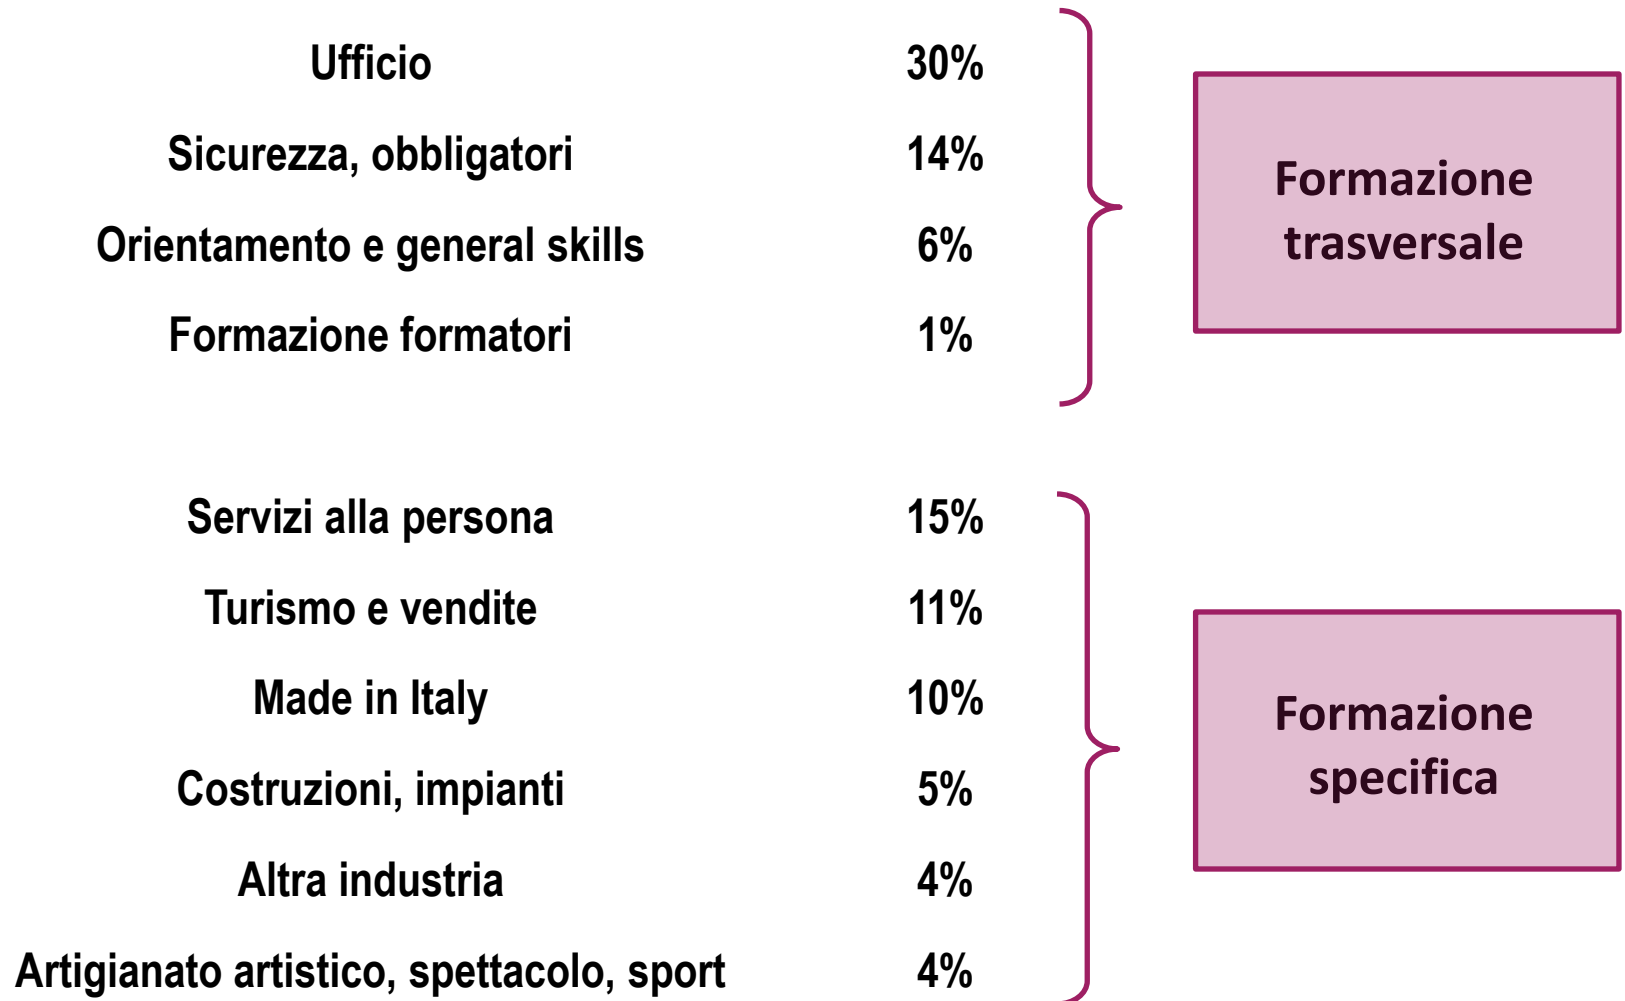 Ufficio 30%
Sicurezza, obbligatori 14%
Orientamento e general skills 6%
Formazione formatori 1%
Formazione
trasversale
Servizi alla persona 15%
Turismo e vendite 11%
Made in Italy 10%
Costruzioni, impianti 5%
Altra industria 4%
Artigianato artistico, spettacolo, sport 4%
Formazione
specifica